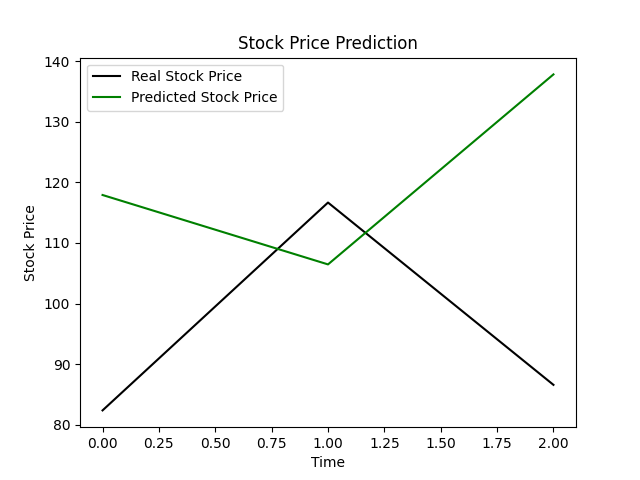 Stock Price Prediction
Real Stock Price
Predicted Stock Price
Stock Price
140
130
120
110
100
90
80
0.00 0.25 0.50 0.75 1.00 1.25 1.50 1.75 2.00
Time